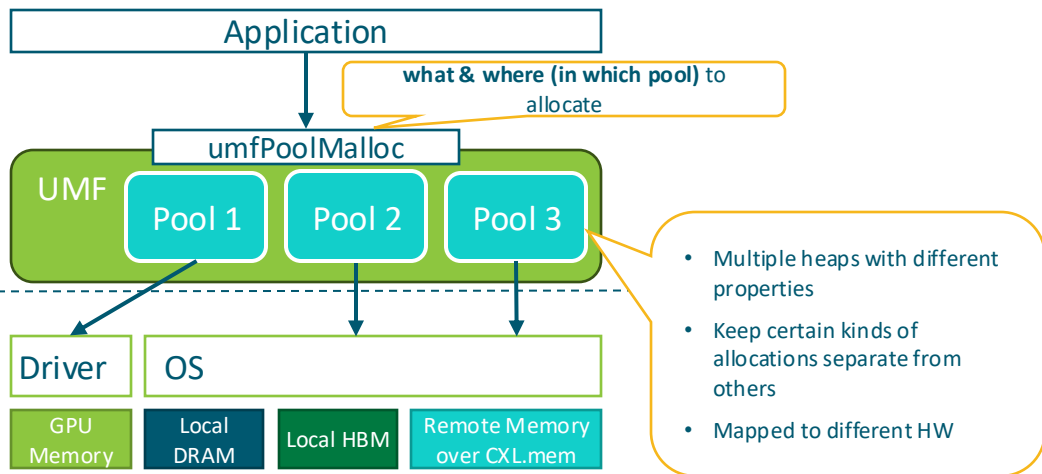 Application
what & where (in which pool) to
allocate
umfPoolMalloc
UMF
Pool 1
Pool 2
Pool 3
• Multiple heaps with different
properties
• Keep certain kinds of
allocations separate from
others
• Mapped to different HW
Driver
OS
GPU
Memory
Local
DRAM
Local HBM
Remote Memory
over CXL.mem